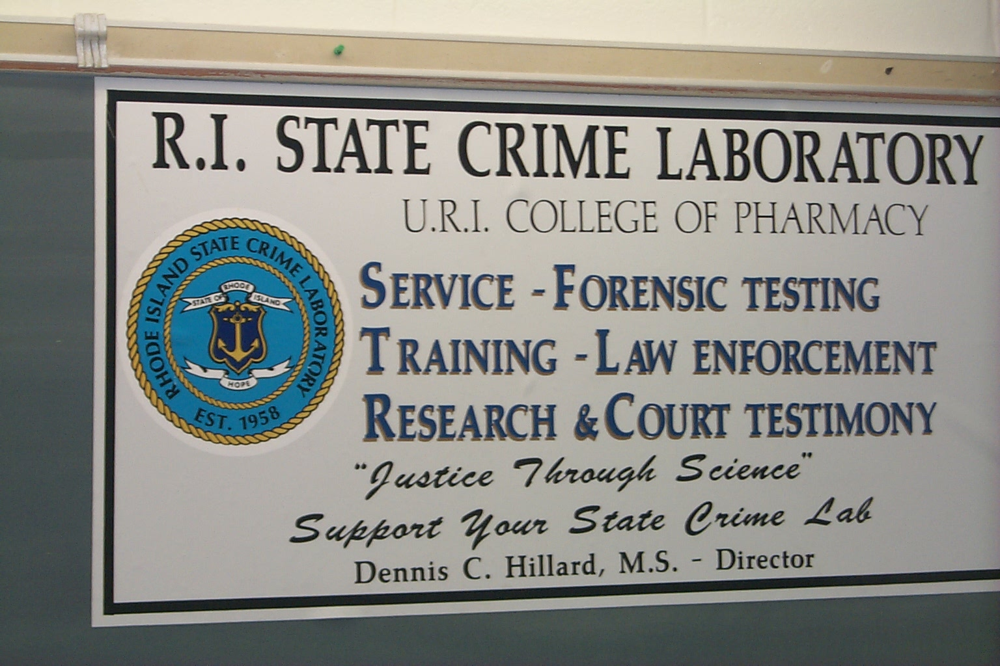 R.I. STATE CRIME LABORATORY
U.R.I. COLLEGE OF PHARMACY
RHODE ISLAND STATE CRIME LABORATORY
STATE OF RHODE ISLAND
HOPE
EST. 1958
SERVICE - FORENSIC TESTING
TRAINING - LAW ENFORCEMENT
RESEARCH & COURT TESTIMONY
"Justice Through Science"
Support Your State Crime Lab
Dennis C. Hillard, M.S. - Director